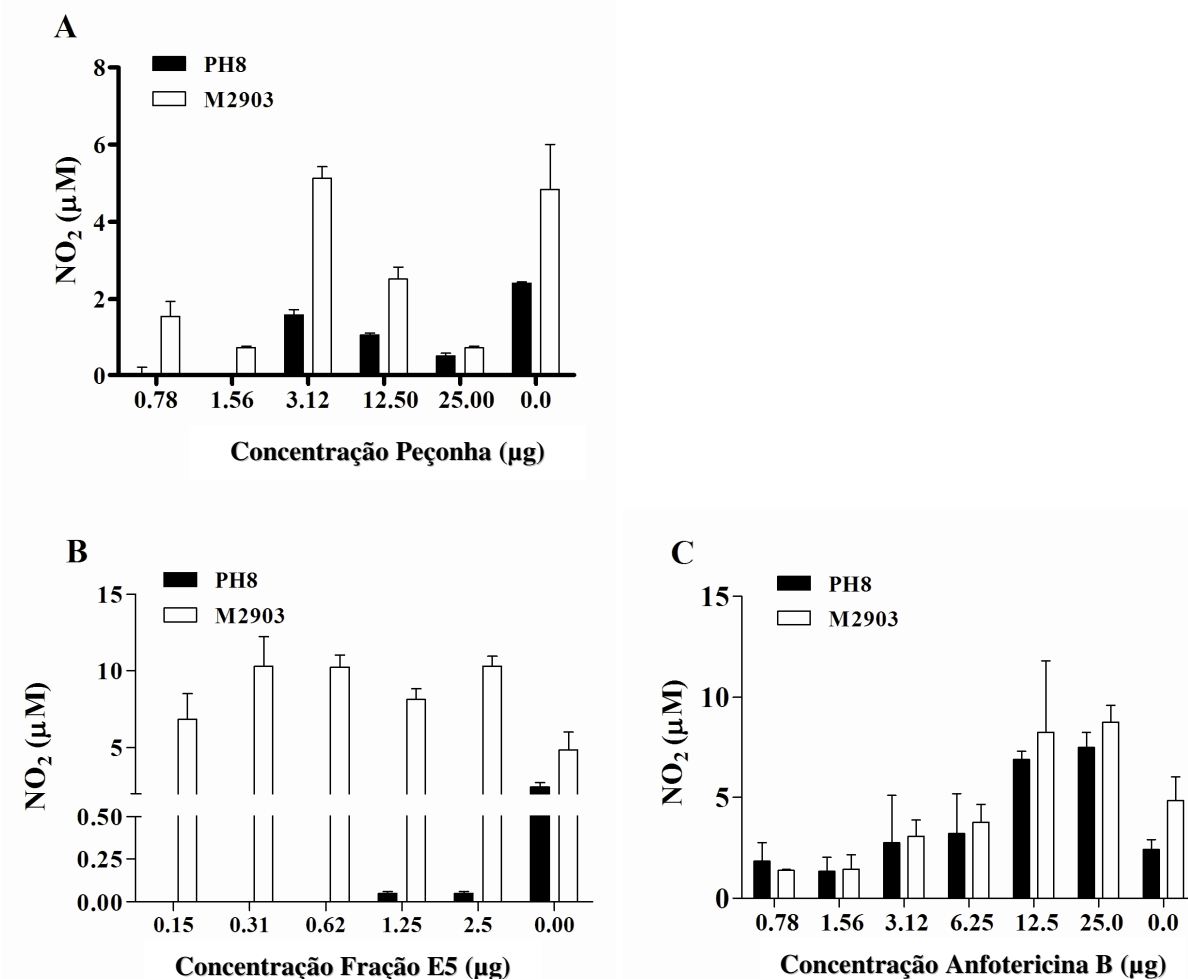 A
PH8
M2903
8
6
4
2
0
NO2 (µM)
0.78 1.56 3.12 12.50 25.00 0.0
Concentração Peçonha (µg)
B
PH8
M2903
15
10
5
0.50
0.25
0.00
NO2 (µM)
0.15 0.31 0.62 1.25 2.5 0.00
Concentração Fração E5 (µg)
C
PH8
M2903
15
10
5
0
NO2 (µM)
0.78 1.56 3.12 6.25 12.5 25.0 0.0
Concentração Anfotericina B (µg)